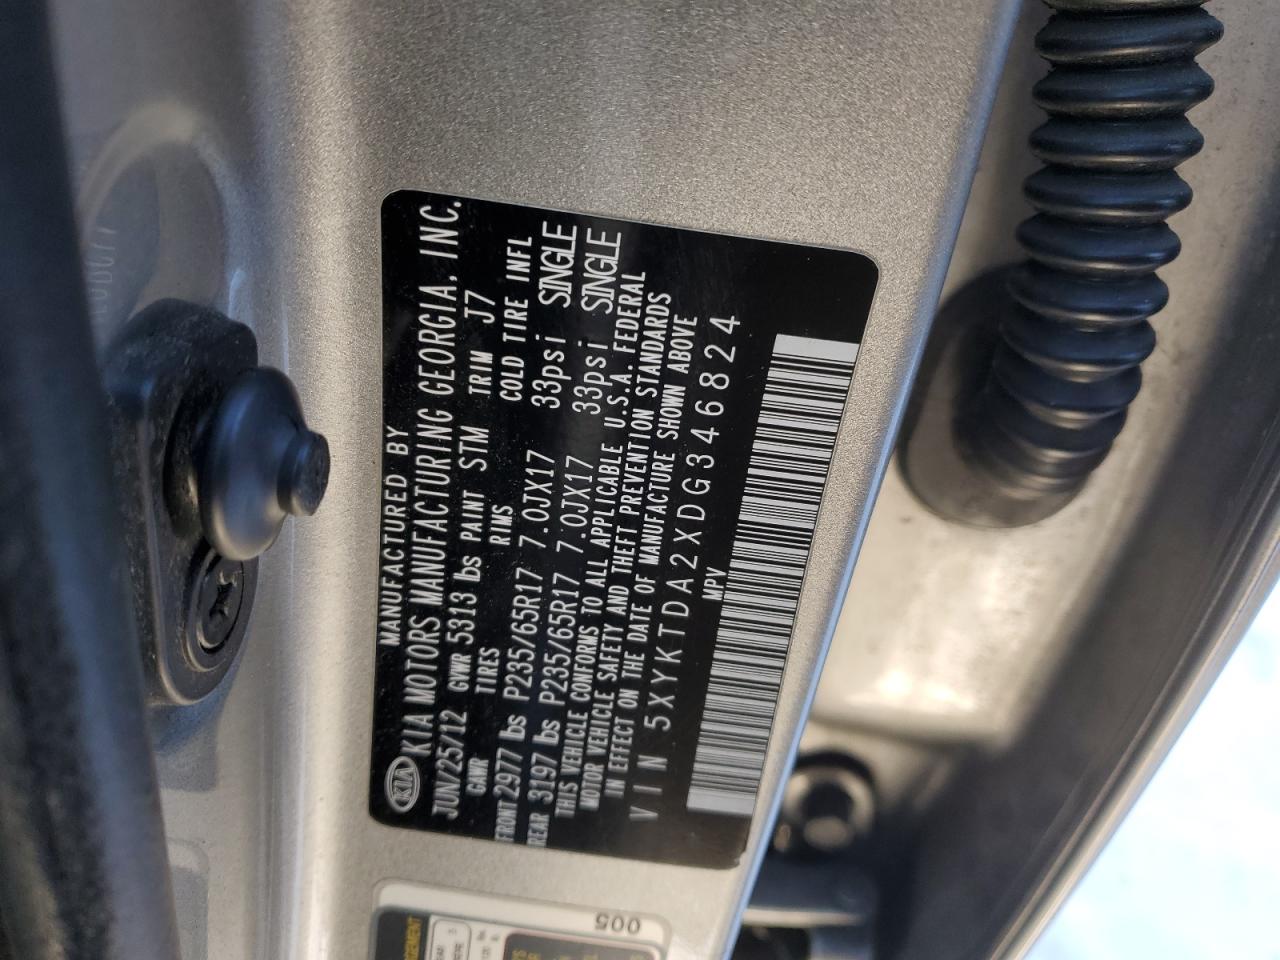 MANUFACTURED BY
KIA KIA MOTORS MANUFACTURING GEORGIA, INC.
JUN/25/12 GVWR 5313 lbs PAINT STM TRIM J7
GAWR TIRES RIMS COLD TIRE INFL
FRONT 2977 lbs P235/65R17 7.0JX17 33psi SINGLE
REAR 3197 lbs P235/65R17 7.0JX17 33psi SINGLE
THIS VEHICLE CONFORMS TO ALL APPLICABLE U.S.A. FEDERAL
MOTOR VEHICLE SAFETY AND THEFT PREVENTION STANDARDS
IN EFFECT ON THE DATE OF MANUFACTURE SHOWN ABOVE
VIN 5XYKTDA2XDG346824
MPV
005